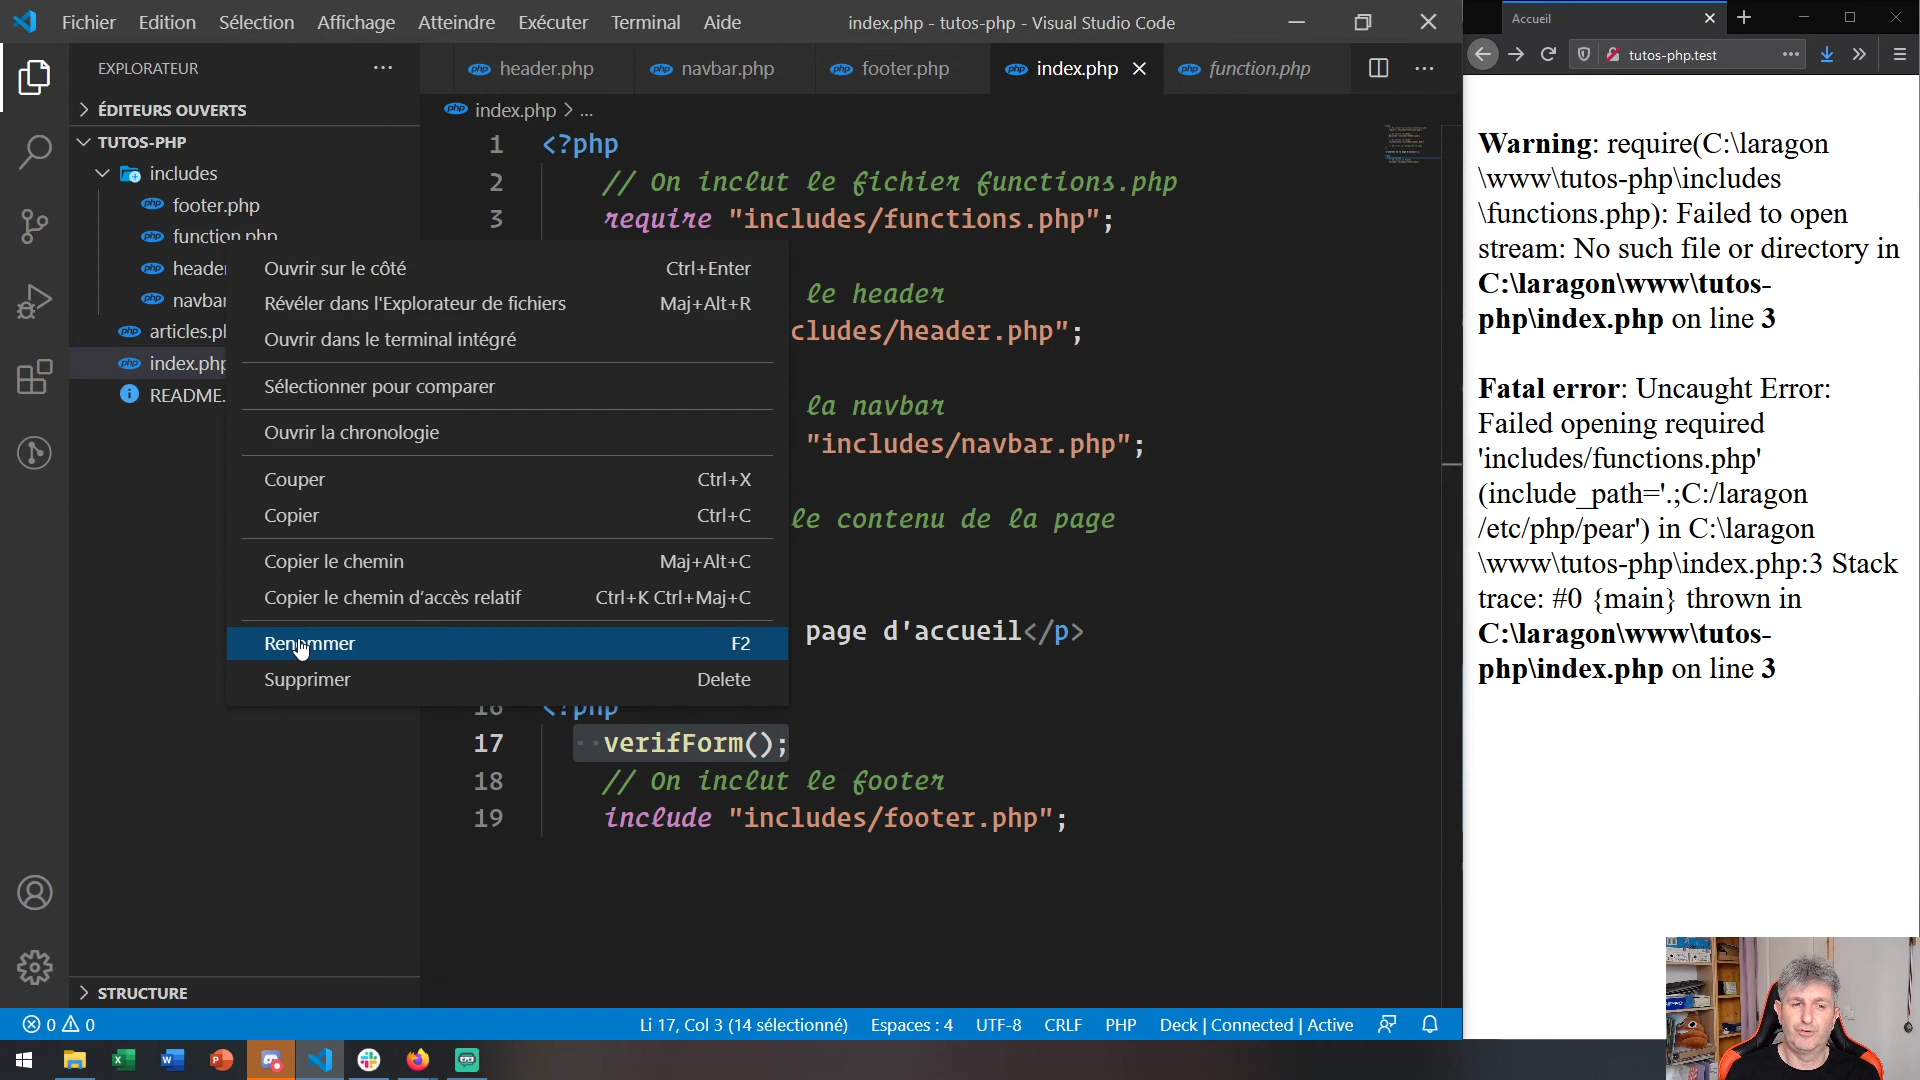 Fichier Edition Sélection Affichage Atteindre Exécuter Terminal Aide
index.php - tutos-php - Visual Studio Code
EXPLORATEUR
ÉDITEURS OUVERTS
TUTOS-PHP
includes
footer.php
function.php
header
navbar
articles.ph
index.php
README.
STRUCTURE
header.php navbar.php footer.php index.php function.php
index.php > ...
1 <?php
2 // On inclut le fichier functions.php
3 require "includes/functions.php";
le header
cludes/header.php";
la navbar
"includes/navbar.php";
le contenu de la page
page d'accueil</p>
16 <?php
17 verifForm();
18 // On inclut le footer
19 include "includes/footer.php";
Ouvrir sur le côté Ctrl+Enter
Révéler dans l'Explorateur de fichiers Maj+Alt+R
Ouvrir dans le terminal intégré
Sélectionner pour comparer
Ouvrir la chronologie
Couper Ctrl+X
Copier Ctrl+C
Copier le chemin Maj+Alt+C
Copier le chemin d'accès relatif Ctrl+K Ctrl+Maj+C
Renommer F2
Supprimer Delete
0 0
Li 17, Col 3 (14 sélectionné) Espaces : 4 UTF-8 CRLF PHP Deck | Connected | Active
Accueil
tutos-php.test
Warning: require(C:\laragon
\www\tutos-php\includes
\functions.php): Failed to open
stream: No such file or directory in
C:\laragon\www\tutos-
php\index.php on line 3
Fatal error: Uncaught Error:
Failed opening required
'includes/functions.php'
(include_path='.;C:/laragon
/etc/php/pear') in C:\laragon
\www\tutos-php\index.php:3 Stack
trace: #0 {main} thrown in
C:\laragon\www\tutos-
php\index.php on line 3